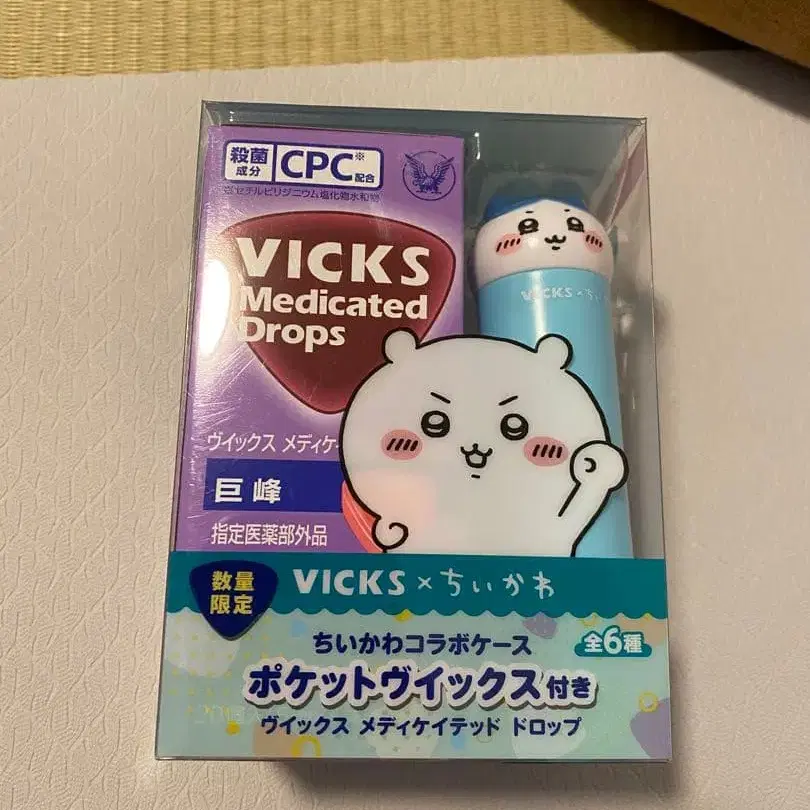 殺菌
成分
CPC※
配合
※セチルピリジニウム塩化物水和物
VICKS
Medicated
Drops
ヴイックス メディケ
巨峰
指定医薬部外品
VICKS×ちい
数量
限定
VICKS×ちいかわ
ちいかわコラボケース
全6種
ポケットヴイックス付き
ヴイックス メディケイテッド ドロップ